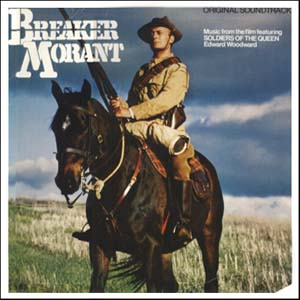 ORIGINAL SOUNDTRACK
BREAKER
MORANT
Music from the film featuring
SOLDIERS OF THE QUEEN
Edward Woodward